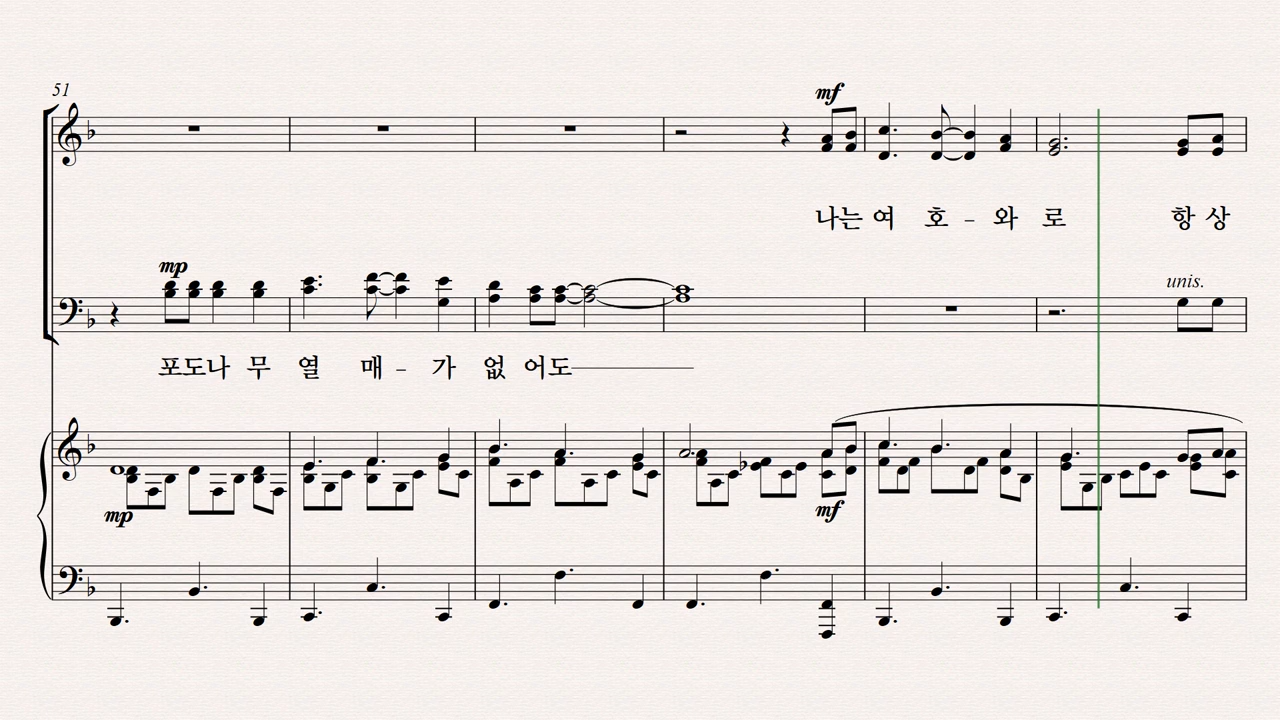 51
mf
나는 여 호 - 와 로 항 상
mp
unis.
포도나 무 열 매 - 가 없 어도
mp
mf